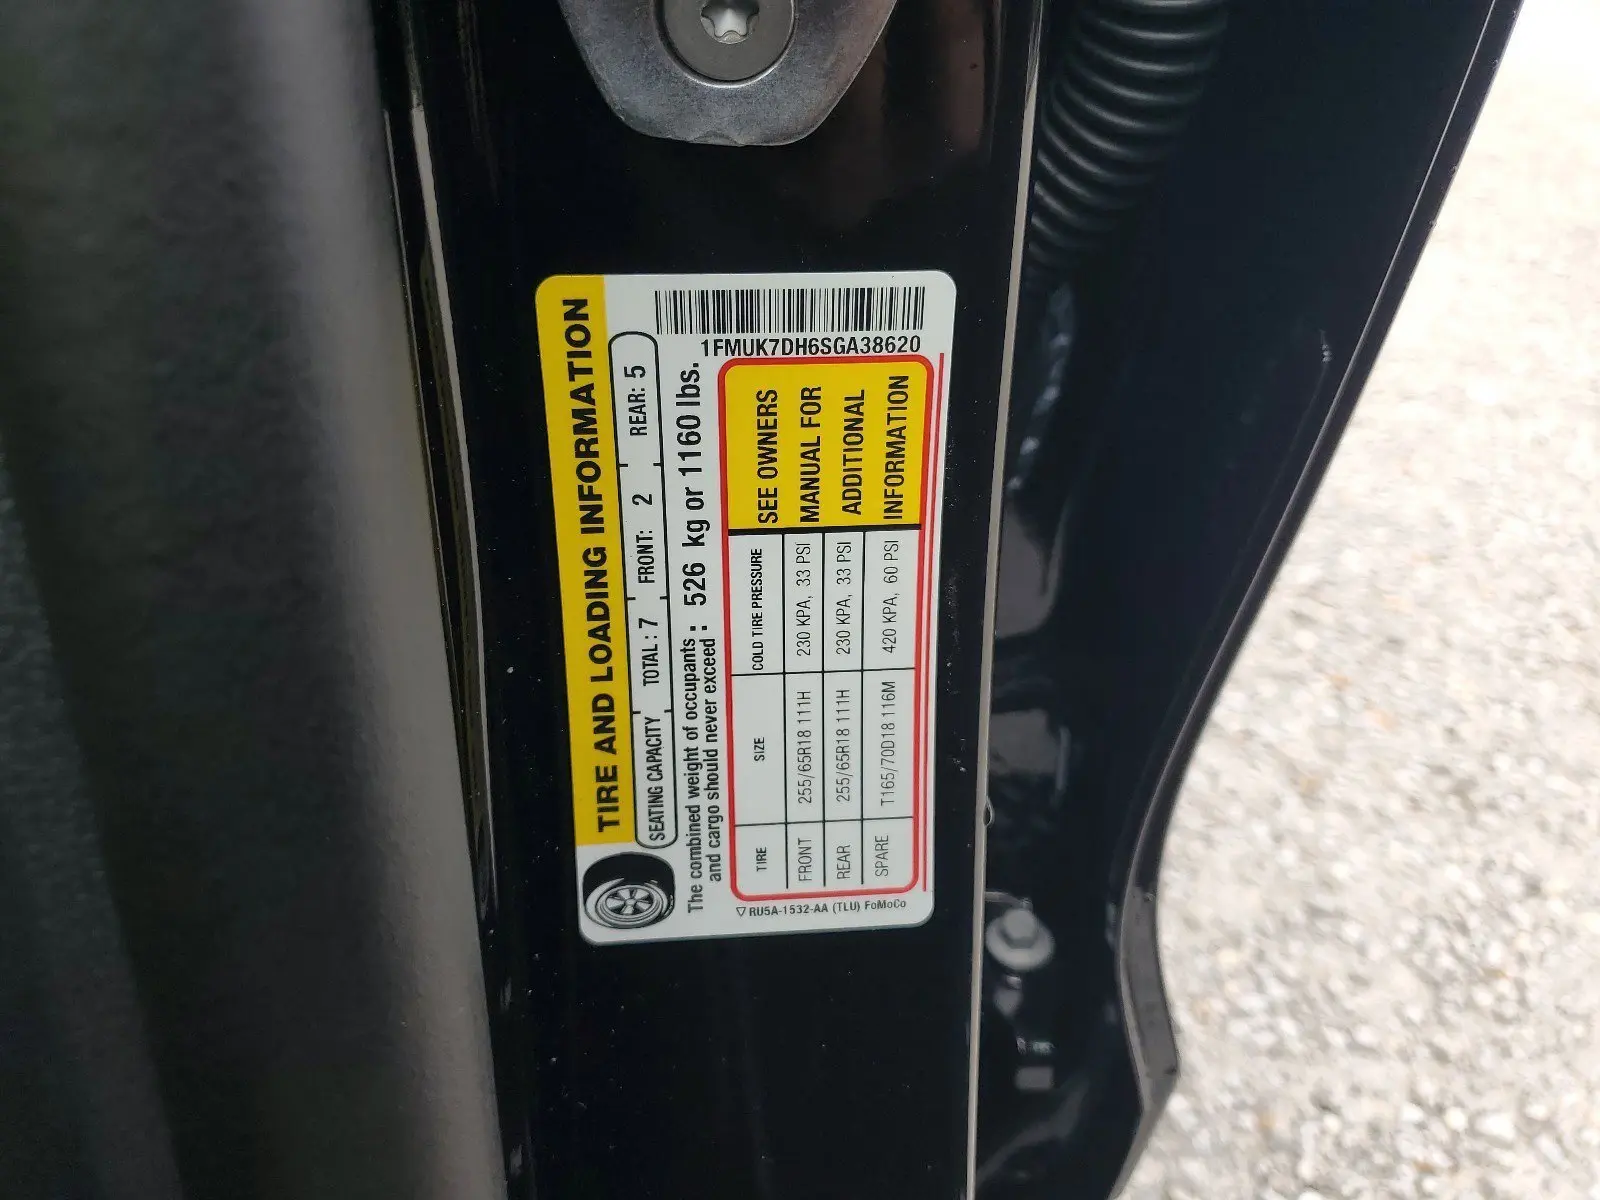 TIRE AND LOADING INFORMATION
SEATING CAPACITY TOTAL: 7 FRONT: 2 REAR: 5
The combined weight of occupants
and cargo should never exceed : 526 kg or 1160 lbs.
TIRE SIZE COLD TIRE PRESSURE
FRONT 255/65R18 111H 230 KPA, 33 PSI
REAR 255/65R18 111H 230 KPA, 33 PSI
SPARE T165/70D18 116M 420 KPA, 60 PSI
SEE OWNERS
MANUAL FOR
ADDITIONAL
INFORMATION
▽ RU5A-1532-AA (TLU) FoMoCo
1FMUK7DH6SGA38620